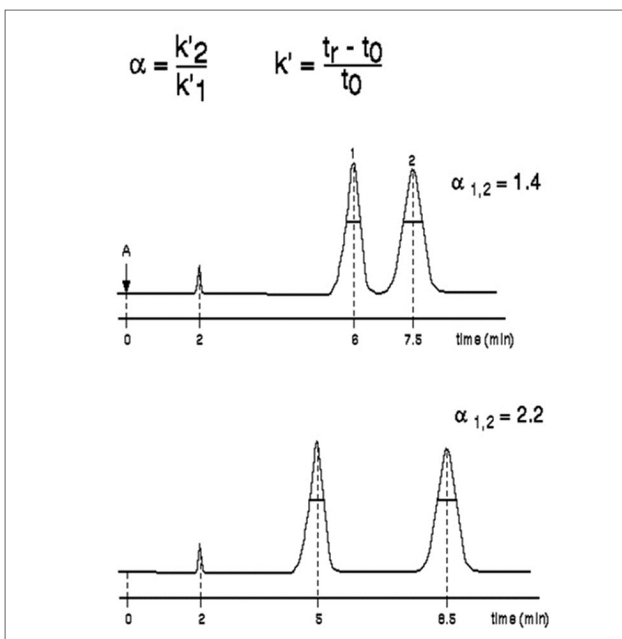 α = k'2 / k'1    k' = tr - t0 / t0
1 2
α 1,2 = 1.4
A
0 2 6 7.5 time (min)
α 1,2 = 2.2
0 2 5 8.5 time (min)